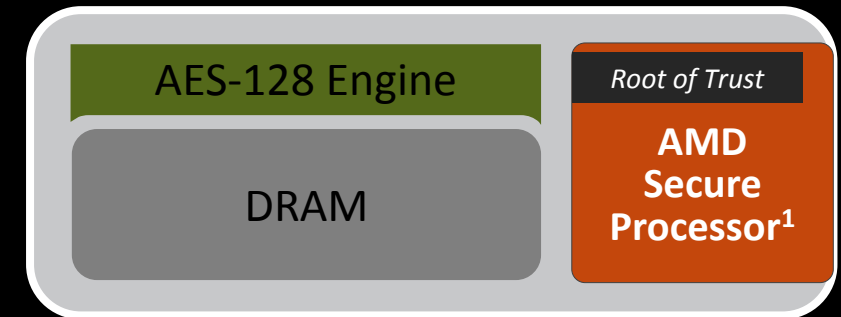 AES-128 Engine
DRAM
Root of Trust
AMD
Secure
Processor¹